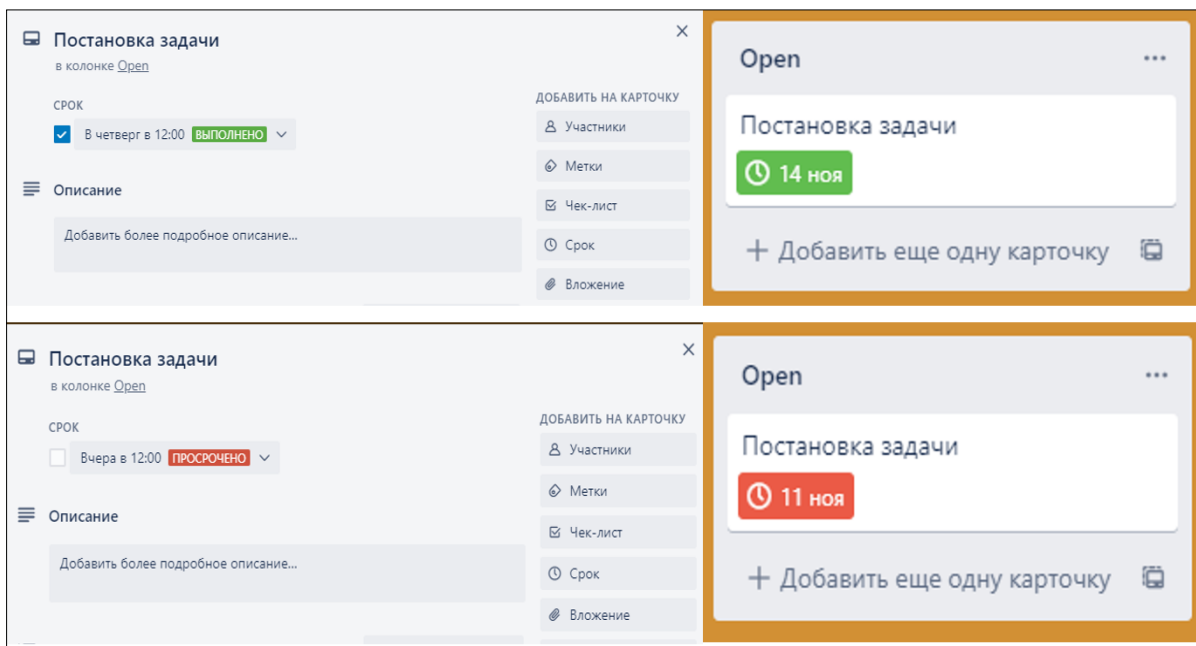 Постановка задачи
в колонке Open
СРОК
В четверг в 12:00 ВЫПОЛНЕНО
Описание
Добавить более подробное описание...
ДОБАВИТЬ НА КАРТОЧКУ
Участники
Метки
Чек-лист
Срок
Вложение
Open
Постановка задачи
14 ноя
+ Добавить еще одну карточку
Постановка задачи
в колонке Open
СРОК
Вчера в 12:00 ПРОСРОЧЕНО
Описание
Добавить более подробное описание...
ДОБАВИТЬ НА КАРТОЧКУ
Участники
Метки
Чек-лист
Срок
Вложение
Open
Постановка задачи
11 ноя
+ Добавить еще одну карточку